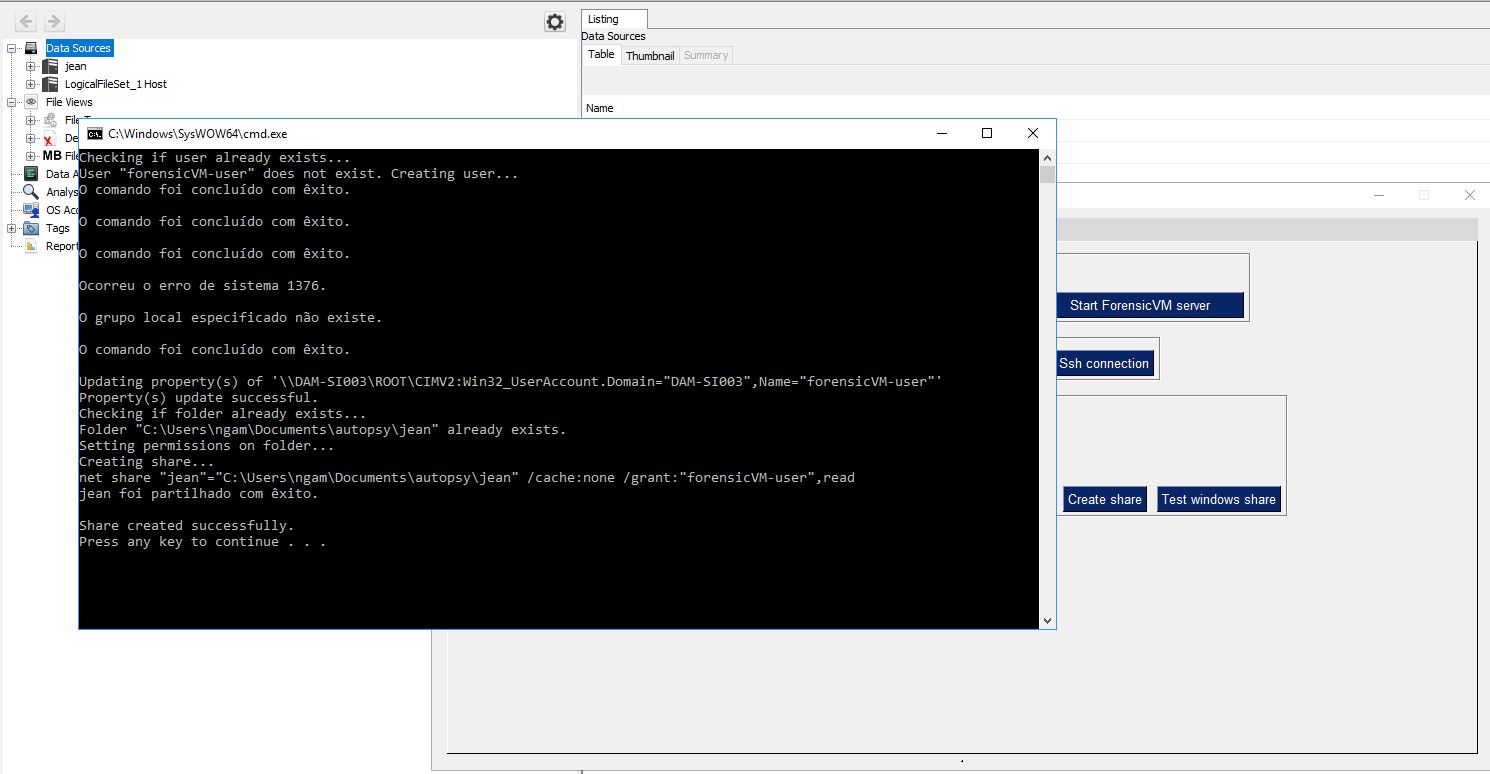 Listing
Data Sources
Data Sources
Table Thumbnail Summary
jean
LogicalFileSet_1 Host
File Views
Name
File
De
MB File
Data A
Analys
OS Acc
Tags
Report
C:\Windows\SysWOW64\cmd.exe
Checking if user already exists...
User "forensicVM-user" does not exist. Creating user...
O comando foi concluído com êxito.
O comando foi concluído com êxito.
O comando foi concluído com êxito.
Ocorreu o erro de sistema 1376.
O grupo local especificado não existe.
O comando foi concluído com êxito.
Updating property(s) of '\\DAM-SI003\ROOT\CIMV2:Win32_UserAccount.Domain="DAM-SI003",Name="forensicVM-user"'
Property(s) update successful.
Checking if folder already exists...
Folder "C:\Users\ngam\Documents\autopsy\jean" already exists.
Setting permissions on folder...
Creating share...
net share "jean"="C:\Users\ngam\Documents\autopsy\jean" /cache:none /grant:"forensicVM-user",read
jean foi partilhado com êxito.
Share created successfully.
Press any key to continue . . .
Start ForensicVM server
Ssh connection
Create share Test windows share